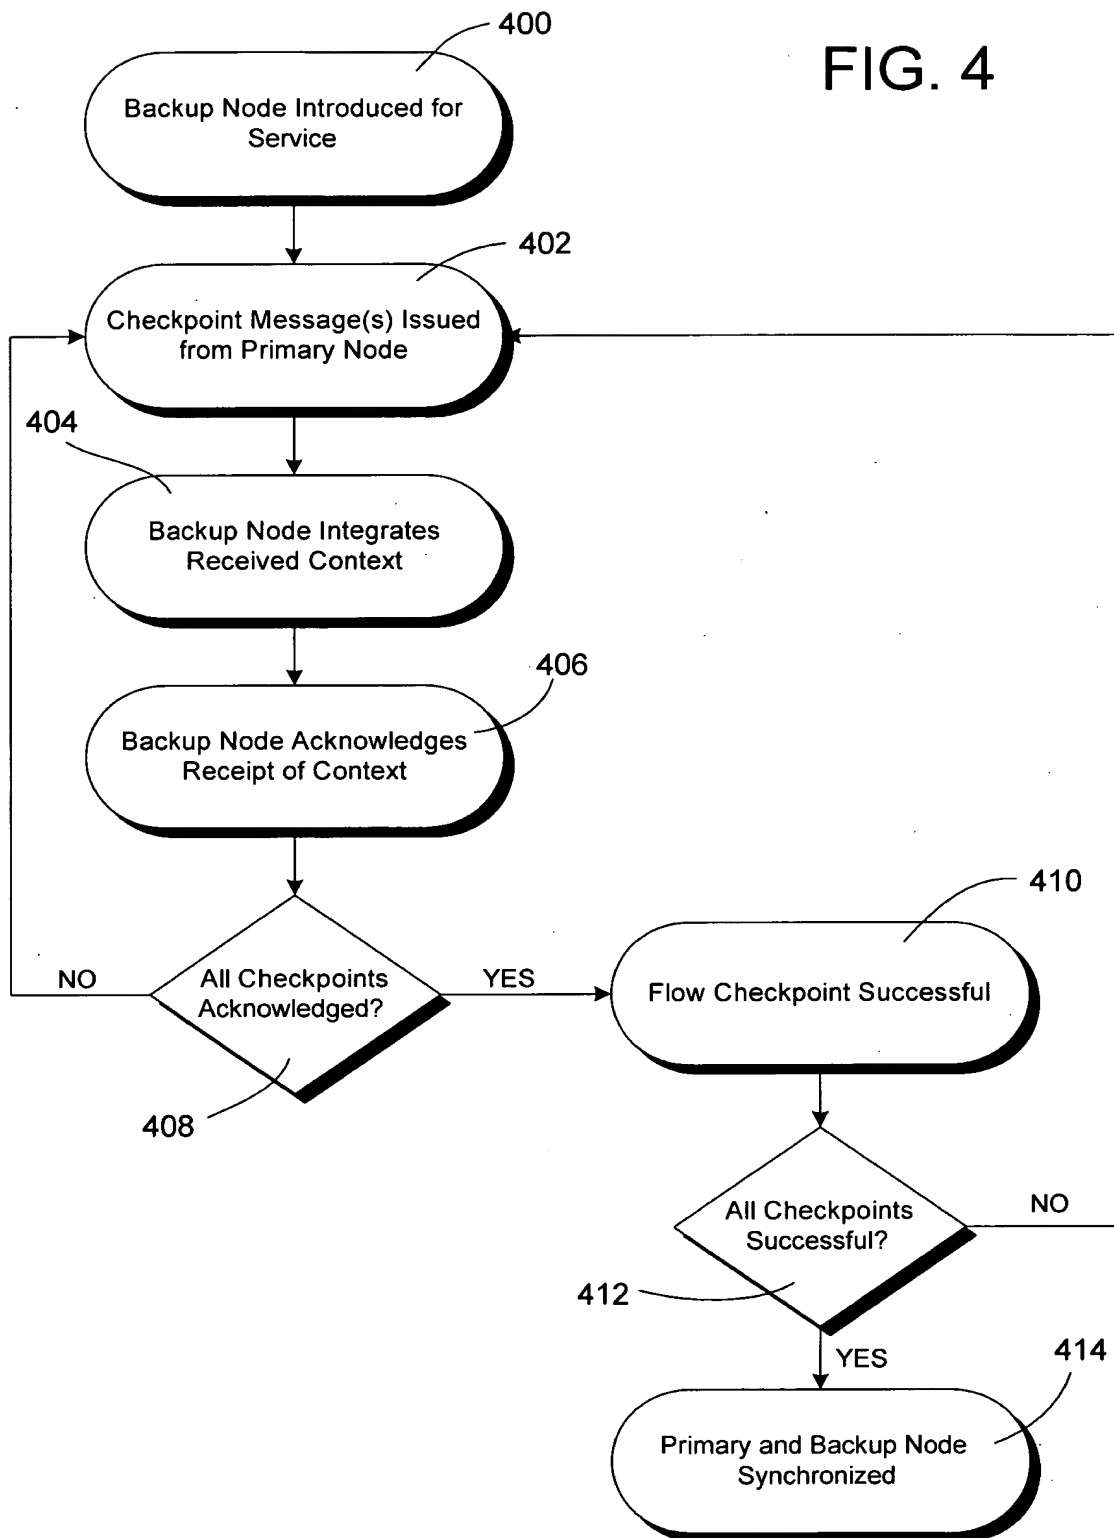 FIG. 4
400
Backup Node Introduced for
Service
402
Checkpoint Message(s) Issued
from Primary Node
404
Backup Node Integrates
Received Context
406
Backup Node Acknowledges
Receipt of Context
408
All Checkpoints
Acknowledged?
NO
YES
410
Flow Checkpoint Successful
412
All Checkpoints
Successful?
NO
YES
414
Primary and Backup Node
Synchronized